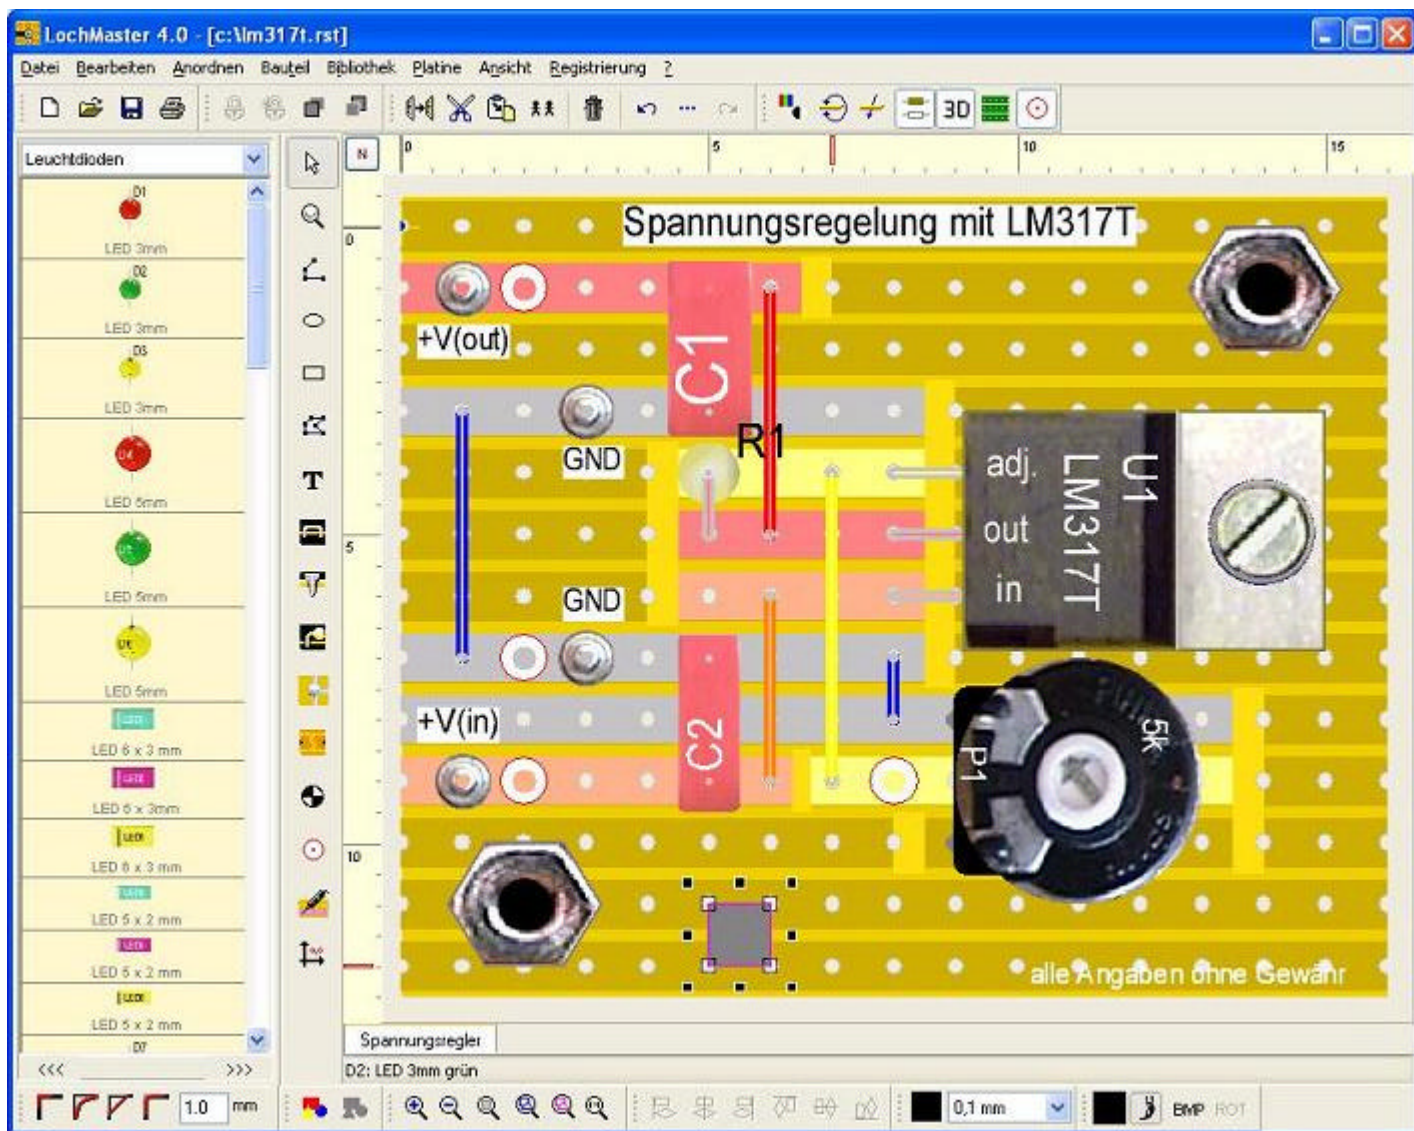 LochMaster 4.0 - [c:\lm317t.rst]
Datei Bearbeiten Anordnen Bauteil Bibliothek Platine Ansicht Registrierung ?
3D
Leuchtdioden
N
0 5 10 15
D1
LED 3mm
D2
LED 3mm
D3
LED 3mm
D4
LED 5mm
LED 5mm
D6
LED 5mm
LED 6 x 3 mm
LED 6 x 3mm
LED 6 x 3 mm
LED 5 x 2 mm
LED 5 x 2 mm
LED 5 x 2 mm
D7
<<< >>>
T
0
5
10
Spannungsregelung mit LM317T
+V(out)
C1
R1
GND
adj.
out
in
U1
LM317T
GND
+V(in)
C2
P1
5k
alle Angaben ohne Gewähr
Spannungsregler
D2: LED 3mm grün
1.0 mm
0,1 mm
BMP ROT